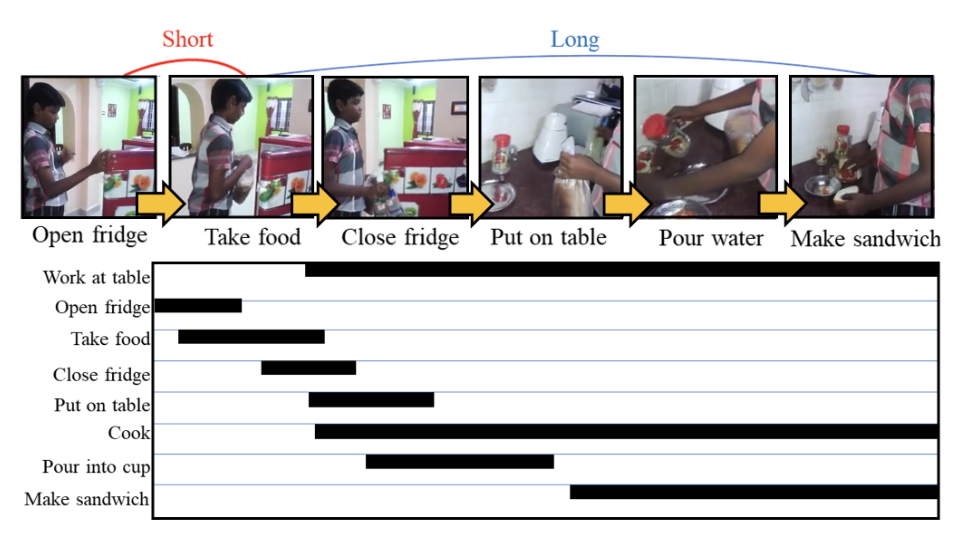 Short
Long
Open fridge
Take food
Close fridge
Put on table
Pour water
Make sandwich
Work at table
Open fridge
Take food
Close fridge
Put on table
Cook
Pour into cup
Make sandwich